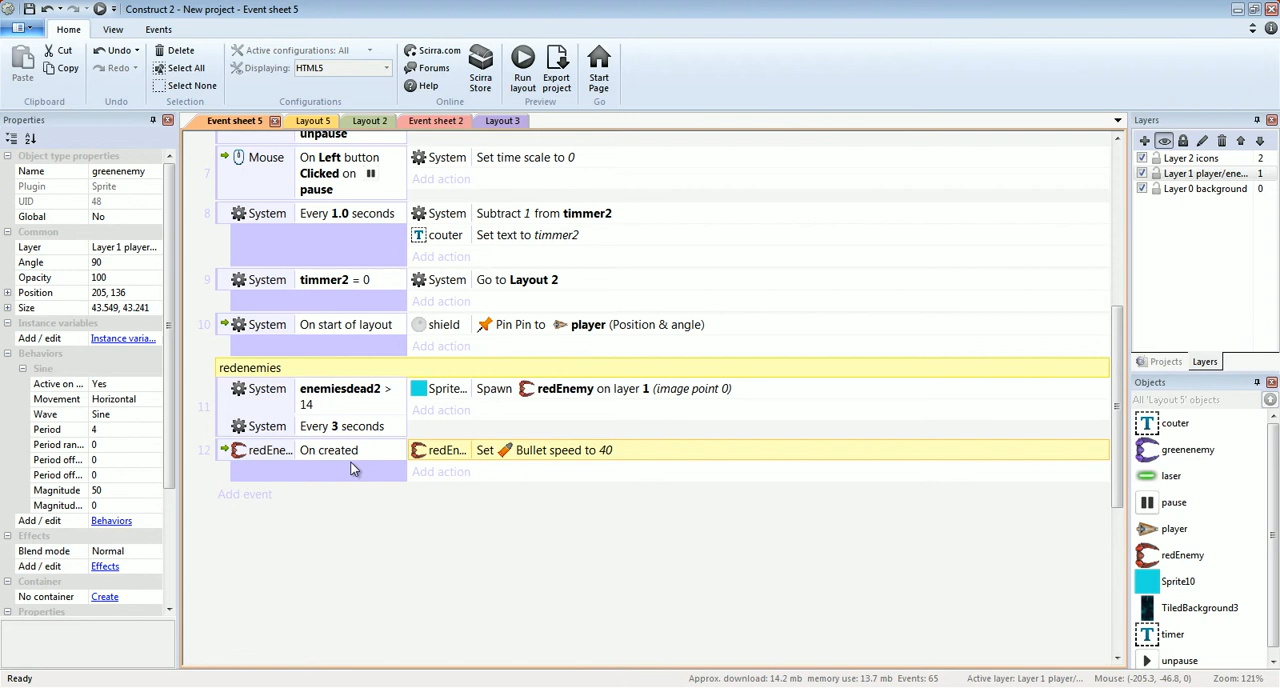 Construct 2 - New project - Event sheet 5
Home View Events
Paste
Cut
Copy
Clipboard
Undo
Redo
Undo
Delete
Select All
Select None
Selection
Active configurations: All
Displaying: HTML5
Configurations
Scirra.com
Forums
Help
Scirra Store
Online
Run layout
Export project
Preview
Start Page
Go
Properties
Object type properties
Name greenenemy
Plugin Sprite
UID 48
Global No
Common
Layer Layer 1 player...
Angle 90
Opacity 100
Position 205, 136
Size 43.549, 43.241
Instance variables
Add / edit Instance varia...
Behaviors
Sine
Active on ... Yes
Movement Horizontal
Wave Sine
Period 4
Period ran... 0
Period off... 0
Period off... 0
Magnitude 50
Magnitud... 0
Add / edit Behaviors
Effects
Blend mode Normal
Add / edit Effects
Container
No container Create
Properties
Event sheet 5 Layout 5 Layout 2 Event sheet 2 Layout 3
unpause
7 Mouse On Left button Clicked on pause System Set time scale to 0
Add action
8 System Every 1.0 seconds System Subtract 1 from timmer2
couter Set text to timmer2
Add action
9 System timmer2 = 0 System Go to Layout 2
Add action
10 System On start of layout shield Pin Pin to player (Position & angle)
Add action
redenemies
11 System enemiesdead2 > 14 Sprite... Spawn redEnemy on layer 1 (image point 0)
Add action
System Every 3 seconds
12 redEne... On created redEn... Set Bullet speed to 40
Add action
Add event
Layers
Layer 2 icons 2
Layer 1 player/ene... 1
Layer 0 background 0
Projects Layers
Objects
All 'Layout 5' objects
couter
greenenemy
laser
pause
player
redEnemy
Sprite10
TiledBackground3
timer
unpause
Ready Approx. download: 14.2 mb memory use: 13.7 mb Events: 65 Active layer: Layer 1 player/... Mouse: (-205.3, -46.8, 0) Zoom: 121%